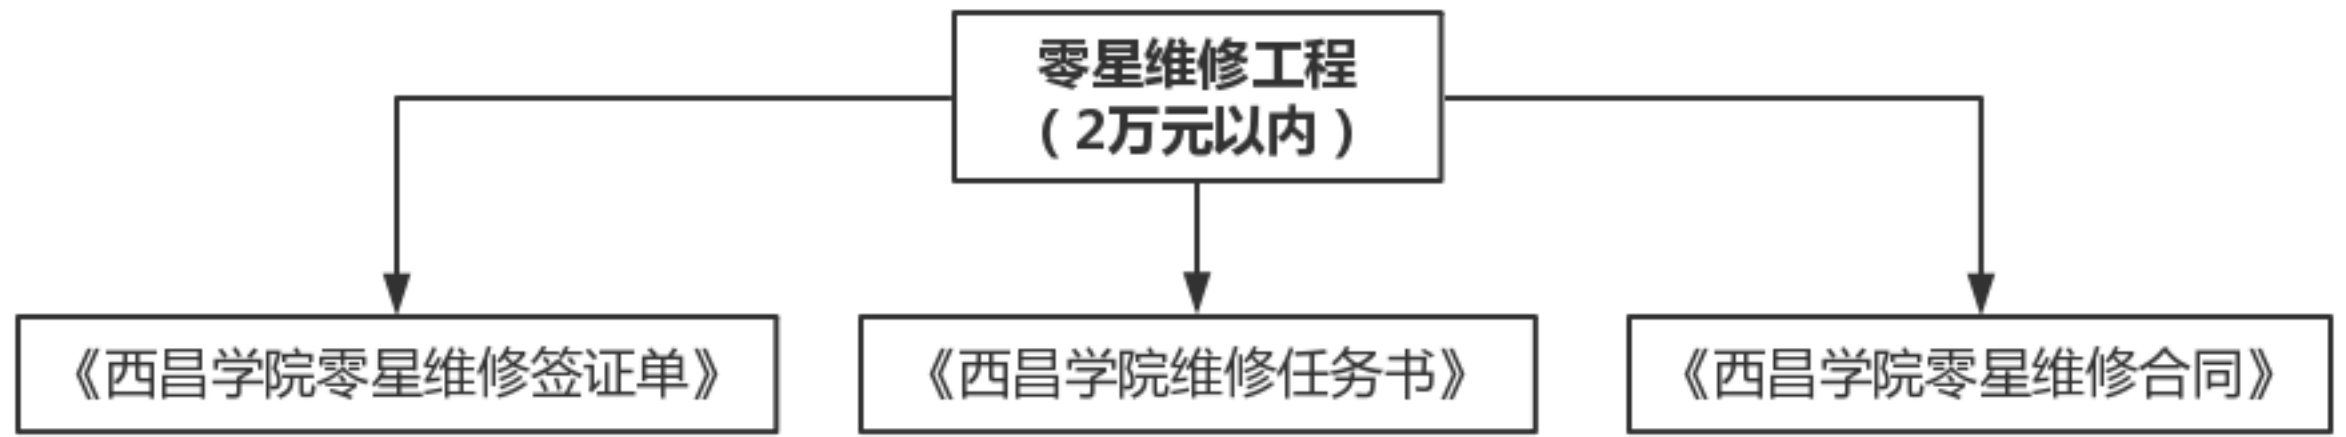 零星维修工程
（2万元以内）
《西昌学院零星维修签证单》
《西昌学院维修任务书》
《西昌学院零星维修合同》